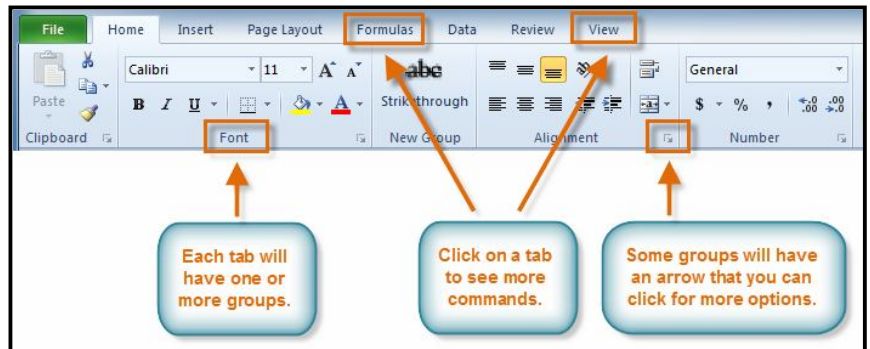 File Home Insert Page Layout Formulas Data Review View
Calibri 11 A A abc General
Paste B I U A Strikethrough a $ % , .0 .00 .00 .0
Clipboard Font New Group Alignment Number
Each tab will
have one or
more groups.
Click on a tab
to see more
commands.
Some groups will have
an arrow that you can
click for more options.